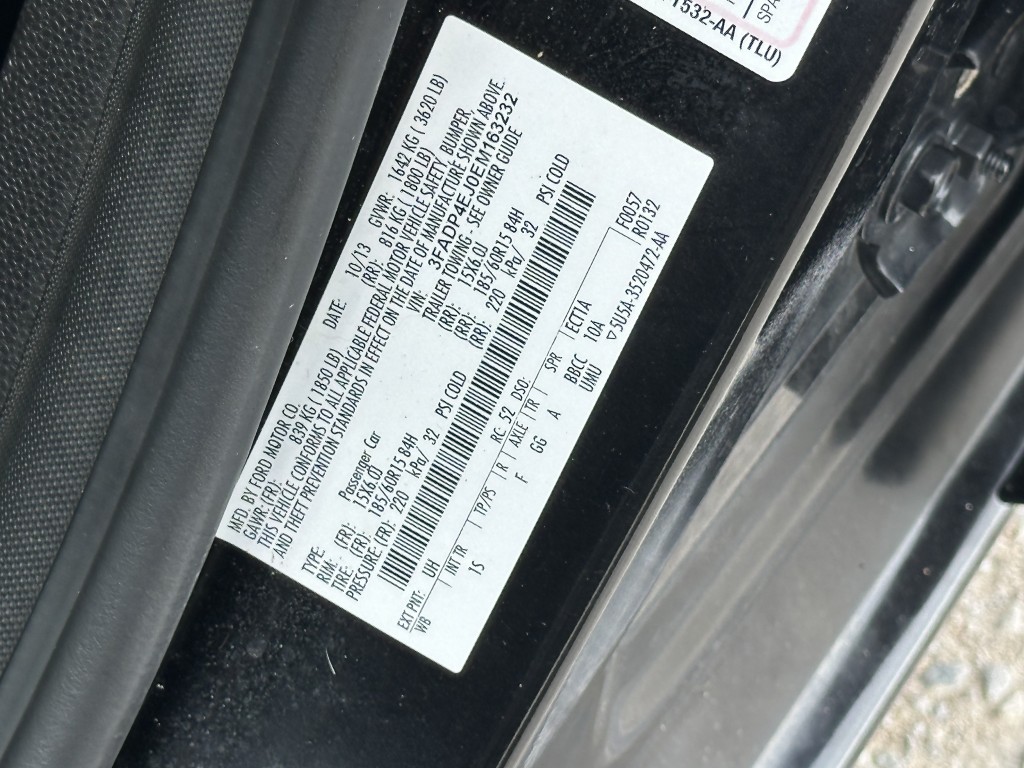 1532-AA (TLU)
SPA
MFD. BY FORD MOTOR CO.
DATE: 10/13 GVWR: 1642 KG ( 3620 LB)
GAWR:(FR): 839 KG ( 1850 LB) (RR): 816 KG ( 1800 LB)
THIS VEHICLE CONFORMS TO ALL APPLICABLE FEDERAL MOTOR VEHICLE SAFETY, BUMPER,
AND THEFT PREVENTION STANDARDS IN EFFECT ON THE DATE OF MANUFACTURE SHOWN ABOVE.
VIN: 3FADP4EJ0EM163232
TYPE: Passenger Car TRAILER TOWING - SEE OWNER GUIDE
RIM: (FR): 15X6.0J (RR): 15X6.0J
TIRE: (FR): 185/60R15 84H (RR): 185/60R15 84H
PRESSURE:(FR): 220 kPa/ 32 PSI COLD (RR): 220 kPa/ 32 PSI COLD
EXT PNT: UH RC: 52 DSO: F0057
WB INT TR TP/PS R AXLE TR SPR ECTIA R0132
1S F GG A BBCC 10A
UMU ▽5U5A-3520472-AA